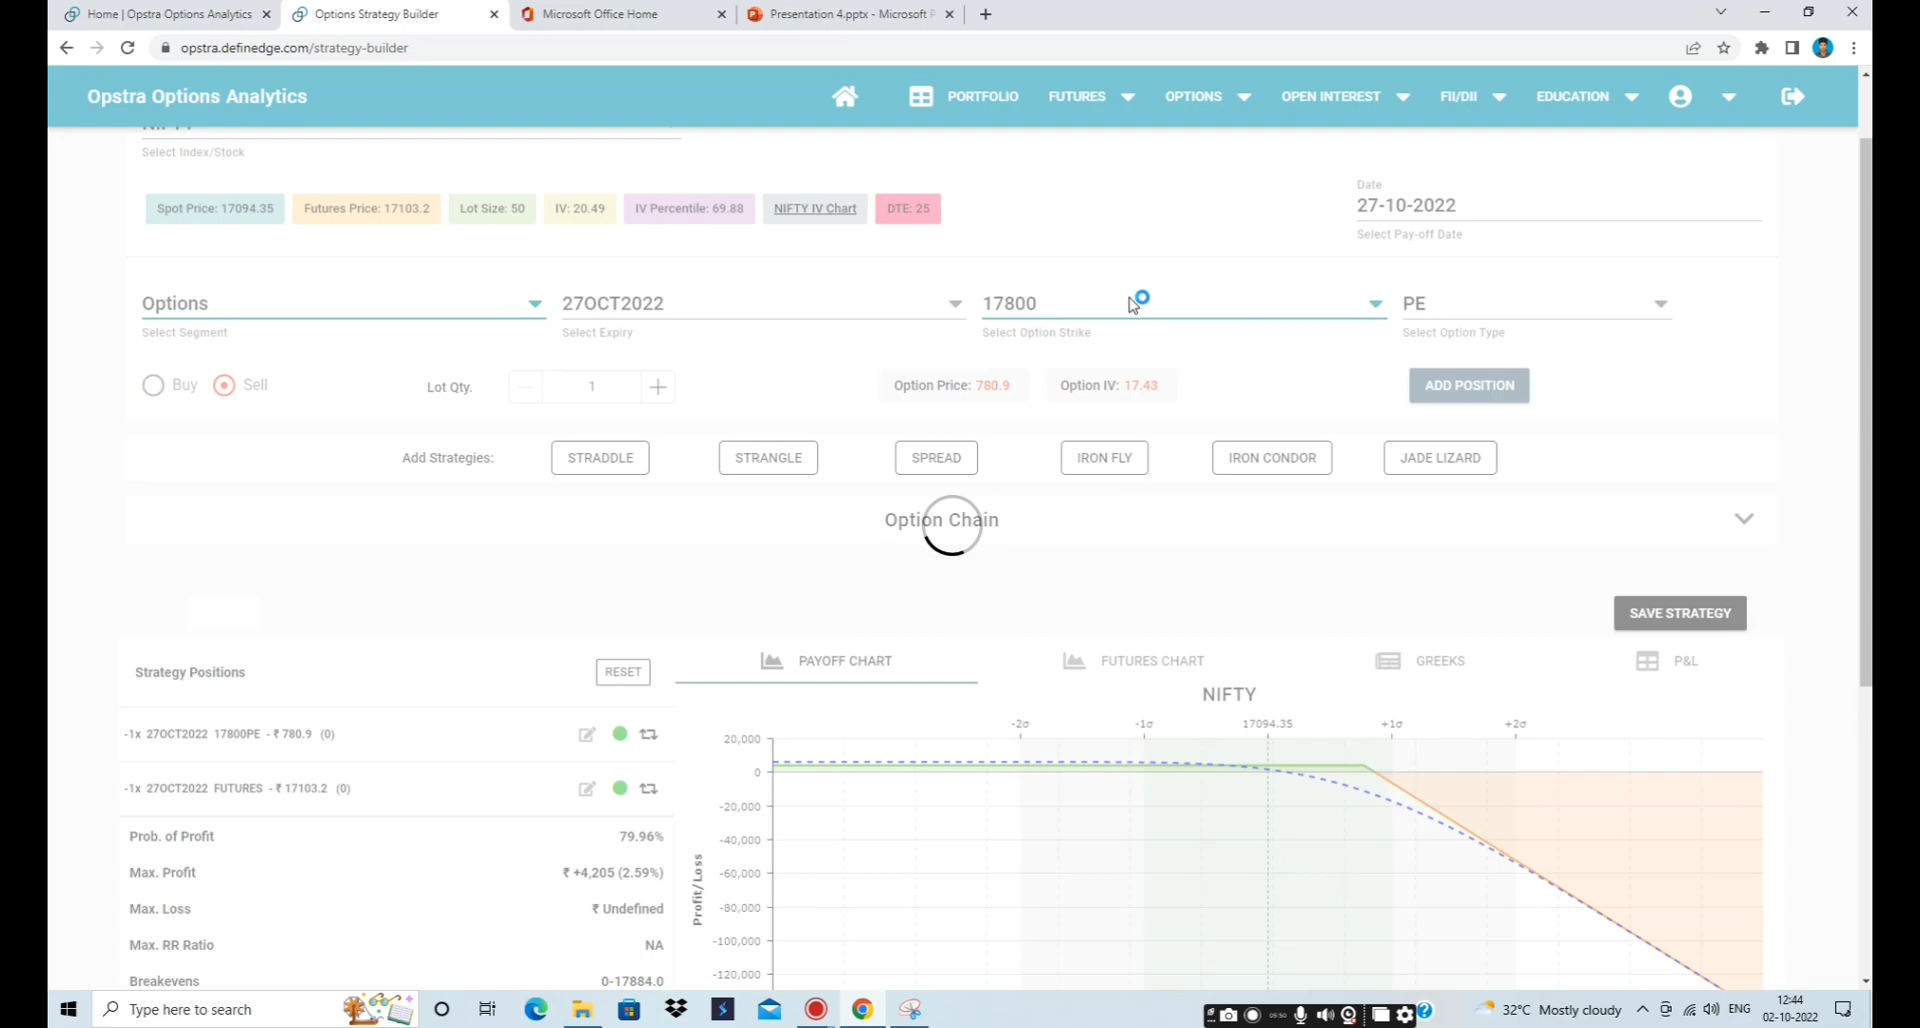 Home | Opstra Options Analytics
Options Strategy Builder
Microsoft Office Home
Presentation 4.pptx - Microsoft P
opstra.definedge.com/strategy-builder
Opstra Options Analytics
PORTFOLIO
FUTURES
OPTIONS
OPEN INTEREST
FII/DII
EDUCATION
NIFTY
Select Index/Stock
Date
Spot Price: 17094.35
Futures Price: 17103.2
Lot Size: 50
IV: 20.49
IV Percentile: 69.88
NIFTY IV Chart
DTE: 25
27-10-2022
Select Pay-off Date
Options
27OCT2022
17800
PE
Select Segment
Select Expiry
Select Option Strike
Select Option Type
Buy
Sell
Lot Qty.
1
Option Price: 780.9
Option IV: 17.43
ADD POSITION
Add Strategies:
STRADDLE
STRANGLE
SPREAD
IRON FLY
IRON CONDOR
JADE LIZARD
Option Chain
SAVE STRATEGY
Strategy Positions
RESET
PAYOFF CHART
FUTURES CHART
GREEKS
P&L
NIFTY
-2σ
-1σ
17094.35
+1σ
+2σ
-1x 27OCT2022 17800PE - ₹ 780.9 (0)
-1x 27OCT2022 FUTURES - ₹ 17103.2 (0)
Prob. of Profit
79.96%
Max. Profit
₹ +4,205 (2.59%)
Max. Loss
₹ Undefined
Max. RR Ratio
NA
Breakevens
0-17884.0
20,000
0
-20,000
-40,000
-60,000
-80,000
-100,000
-120,000
Profit/Loss
Type here to search
32°C Mostly cloudy
ENG
12:44
02-10-2022